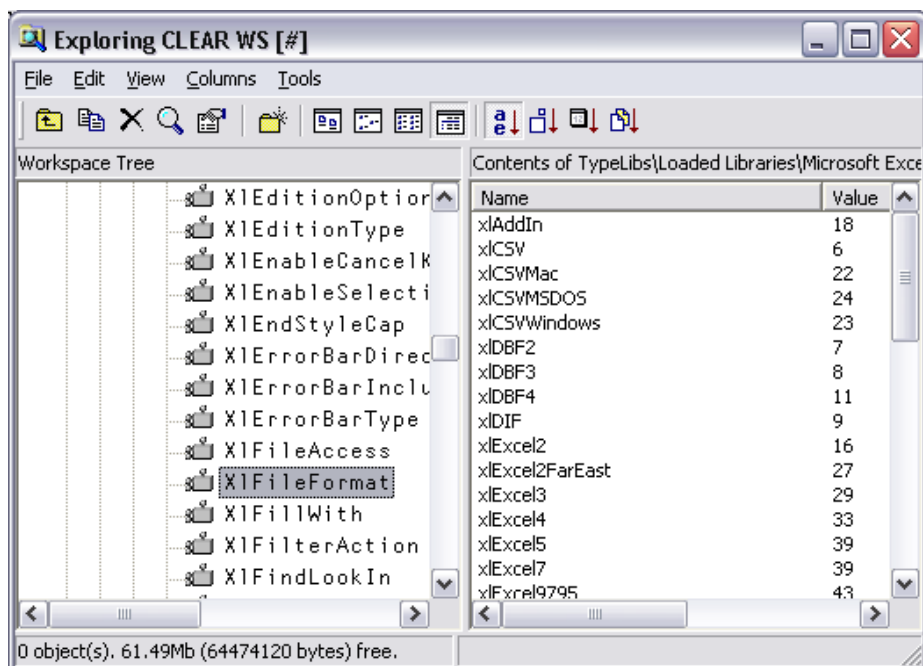 Exploring CLEAR WS [#]
File Edit View Columns Tools
Workspace Tree
XlEditionOption
XlEditionType
XlEnableCancelK
XlEnableSelecti
XlEndStyleCap
XlErrorBarDirec
XlErrorBarInclu
XlErrorBarType
XlFileAccess
XlFileFormat
XlFillWith
XlFilterAction
XlFindLookIn
Contents of TypeLibs\Loaded Libraries\Microsoft Exce
Name Value
xlAddIn 18
xlCSV 6
xlCSVMac 22
xlCSVMSDOS 24
xlCSVWindows 23
xlDBF2 7
xlDBF3 8
xlDBF4 11
xlDIF 9
xlExcel2 16
xlExcel2FarEast 27
xlExcel3 29
xlExcel4 33
xlExcel5 39
xlExcel7 39
xlExcel9795 43
0 object(s). 61.49Mb (64474120 bytes) free.